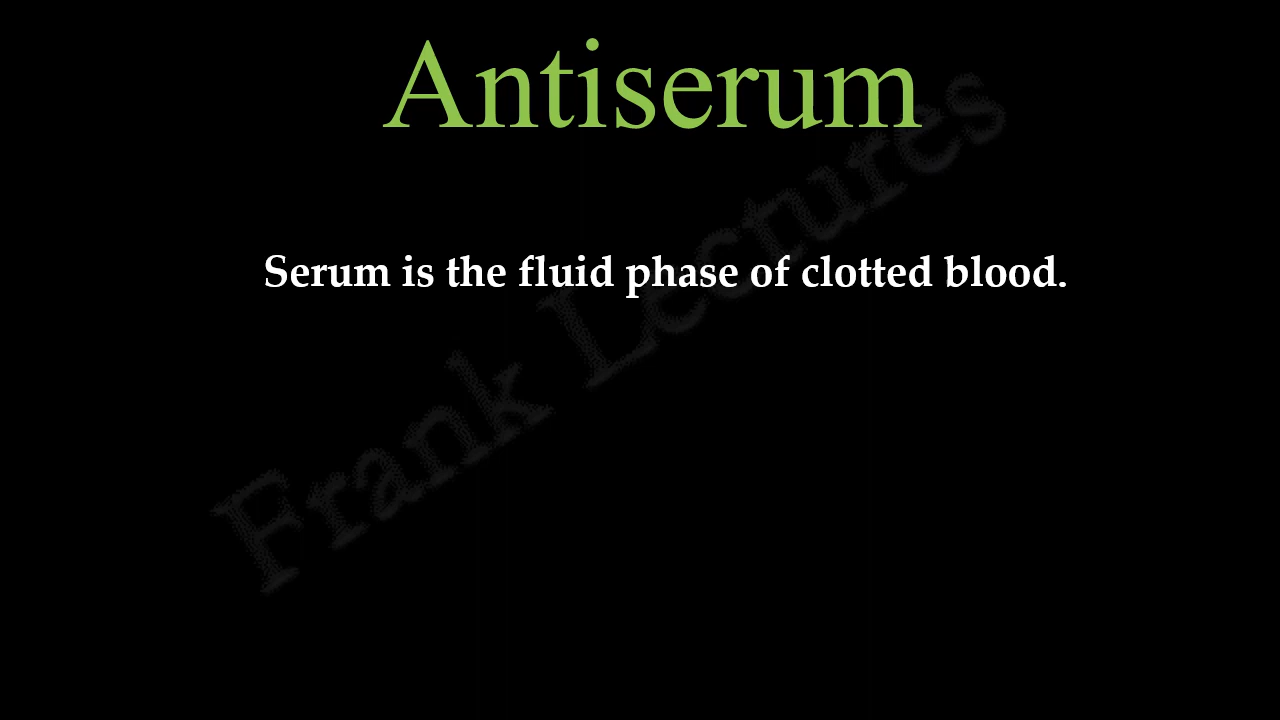 Antiserum
Serum is the fluid phase of clotted blood.
Frank Lectures